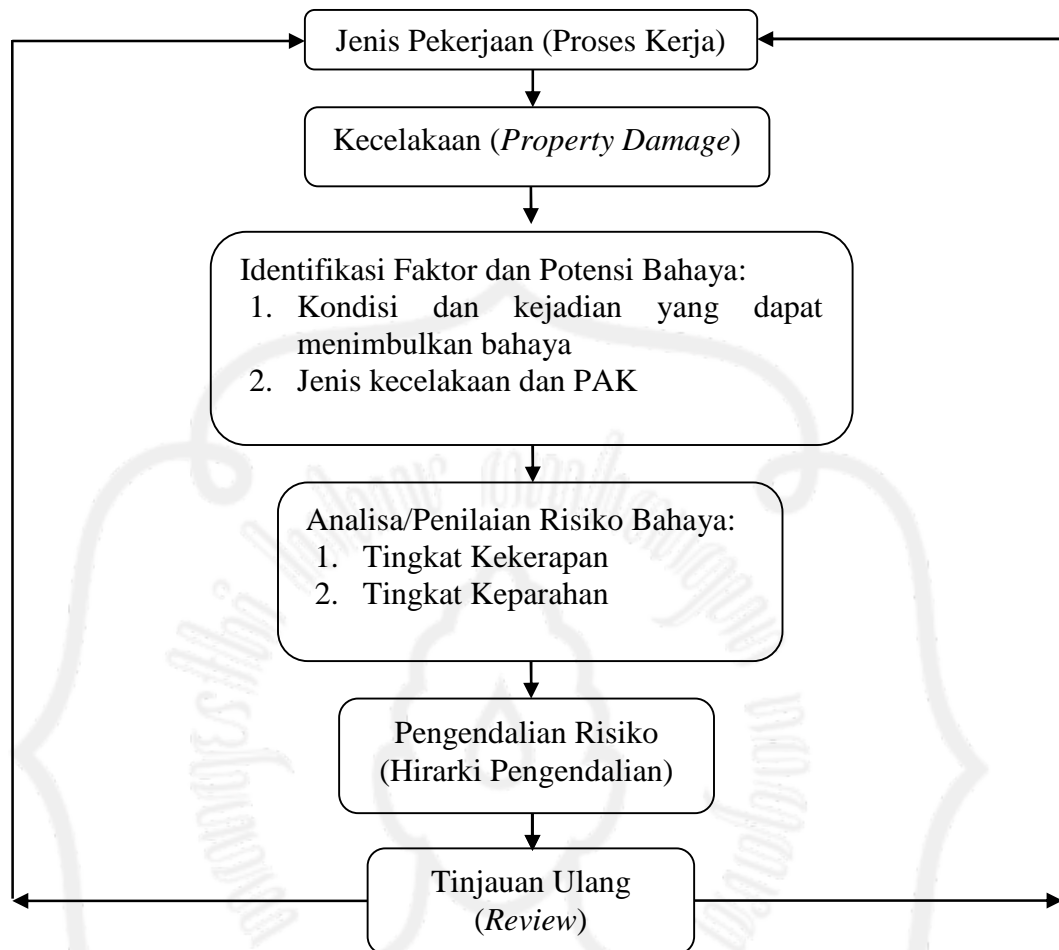 Jenis Pekerjaan (Proses Kerja)
Kecelakaan (Property Damage)
Identifikasi Faktor dan Potensi Bahaya:
1. Kondisi dan kejadian yang dapat
menimbulkan bahaya
2. Jenis kecelakaan dan PAK
Analisa/Penilaian Risiko Bahaya:
1. Tingkat Kekerapan
2. Tingkat Keparahan
Pengendalian Risiko
(Hirarki Pengendalian)
Tinjauan Ulang
(Review)